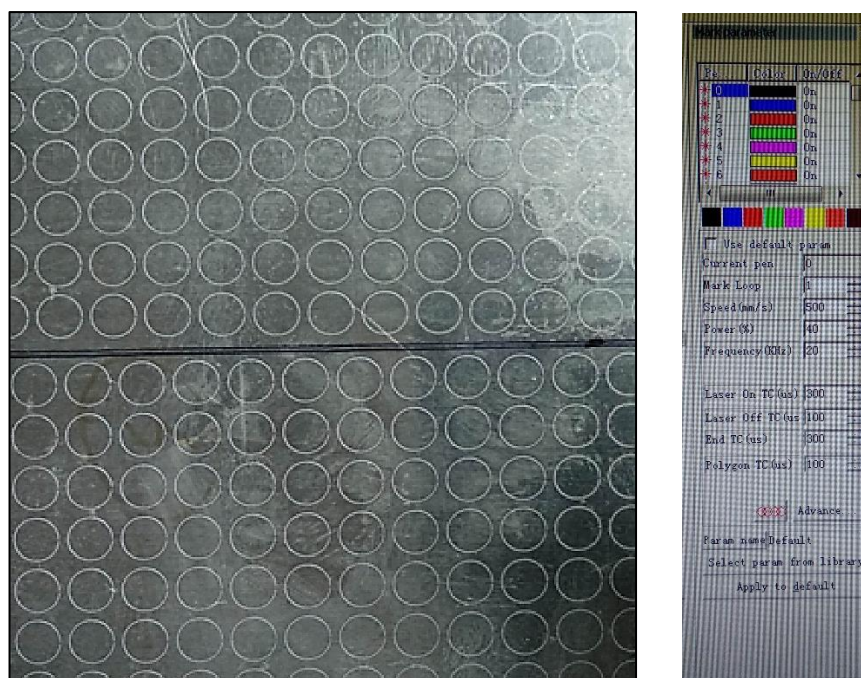 Mark Parameter
Pe Color On/Off
0 On
1 On
2 On
3 On
4 On
5 On
6 On
Use default param
Current pen 0
Mark Loop 1
Speed(mm/s) 500
Power(%) 40
Frequency(KHz) 20
Laser On TC(us) 300
Laser Off TC(us 100
End TC(us) 300
Polygon TC(us) 100
Advance
Param name Default
Select param from library
Apply to default